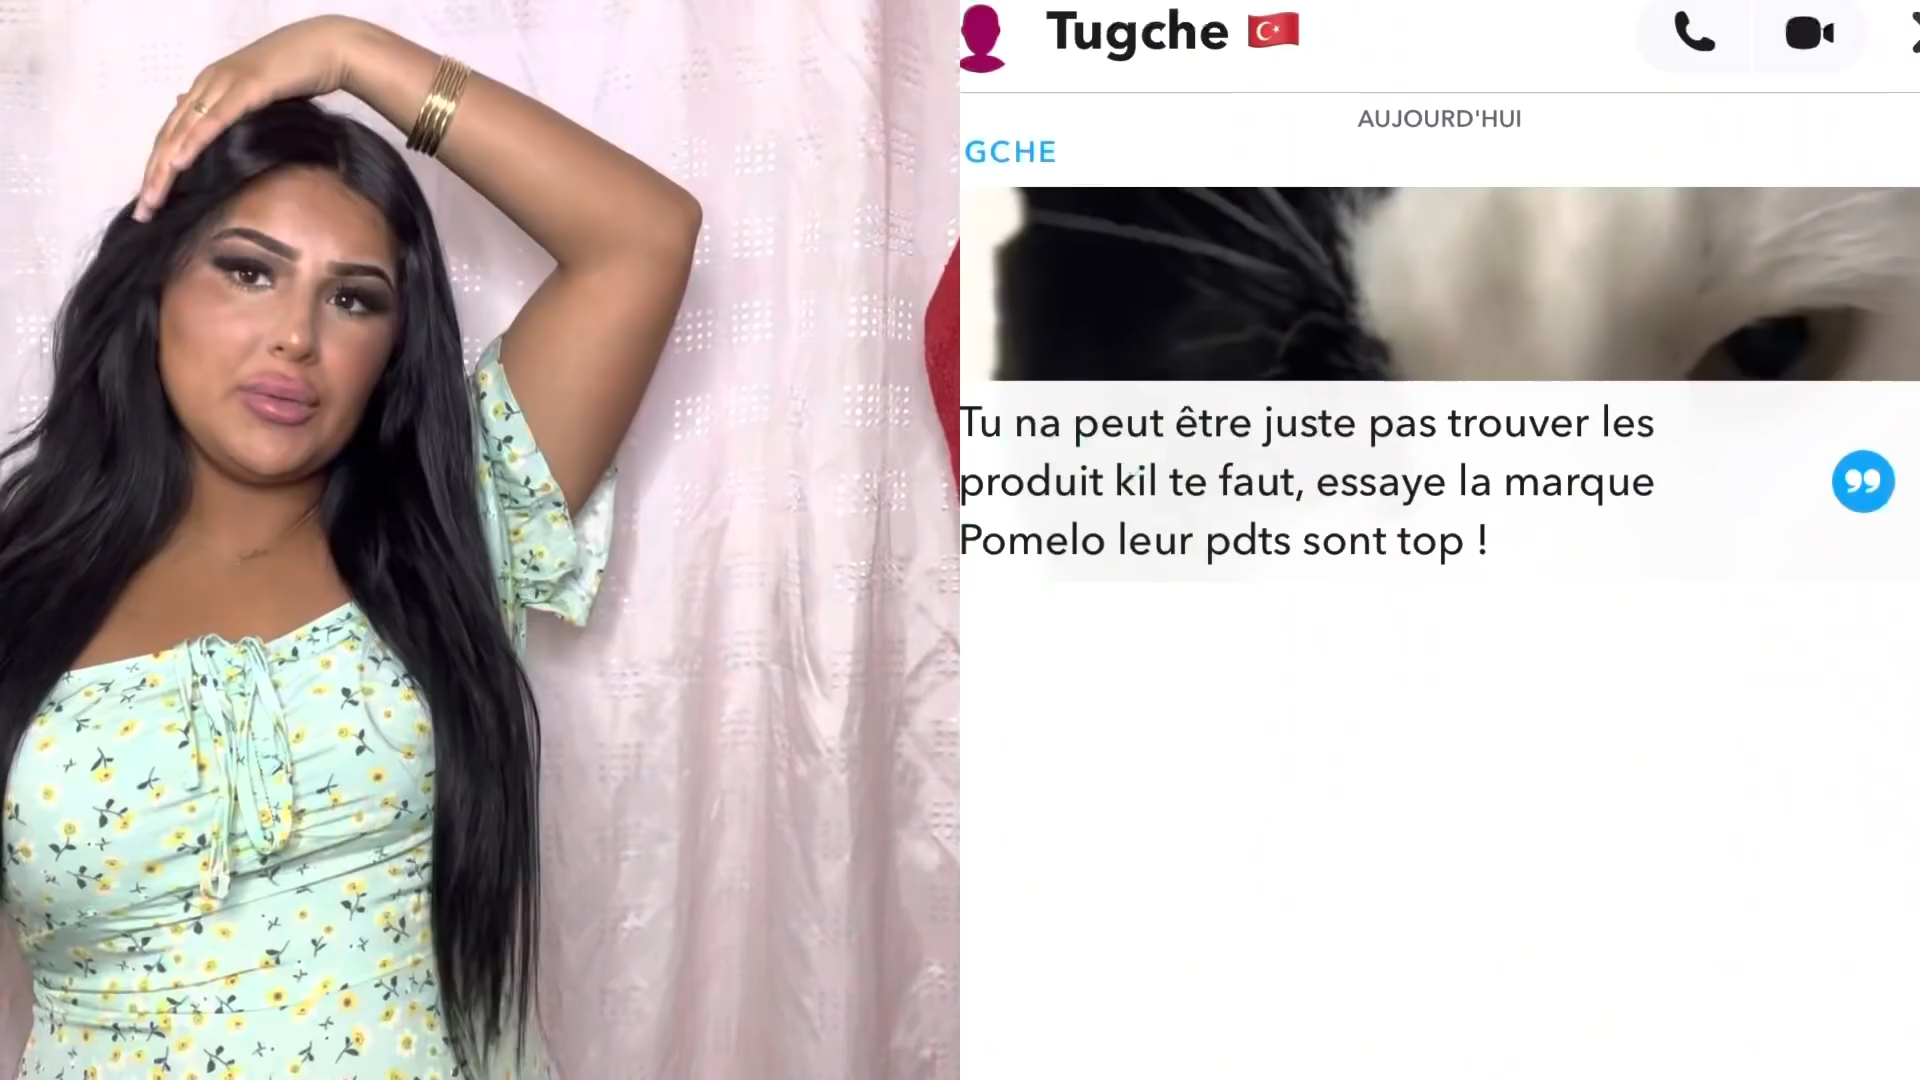 Tugche
AUJOURD'HUI
GCHE
Tu na peut être juste pas trouver les
produit kil te faut, essaye la marque
Pomelo leur pdts sont top !